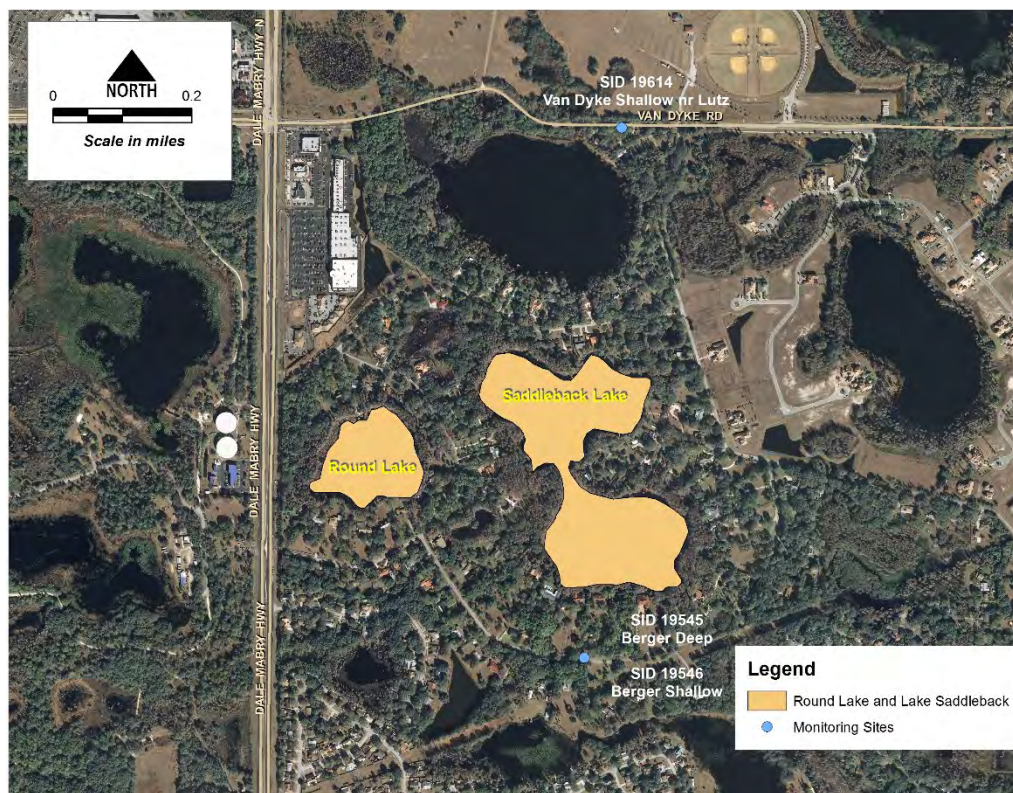 NORTH
0 0.2
Scale in miles
DALE MABRY HWY N
SID 19614
Van Dyke Shallow nr Lutz
VAN DYKE RD
Saddleback Lake
Round Lake
DALE MABRY HWY
DALE MABRY HWY
SID 19545
Berger Deep
SID 19546
Berger Shallow
Legend
Round Lake and Lake Saddleback
Monitoring Sites